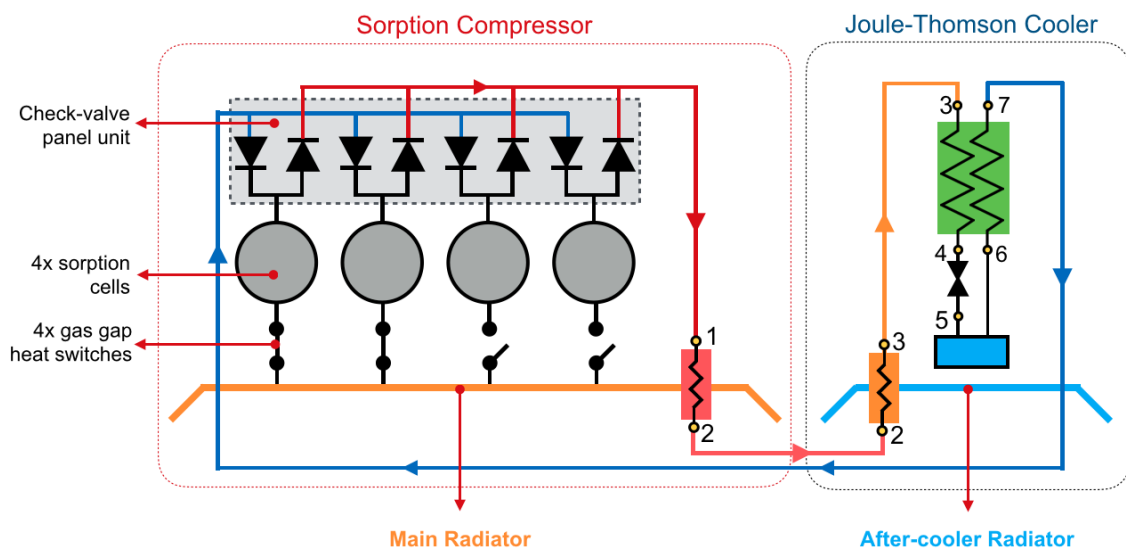 Sorption Compressor
Joule-Thomson Cooler
Check-valve
panel unit
3
7
4x sorption
cells
4
6
5
4x gas gap
heat switches
1
3
2
2
Main Radiator
After-cooler Radiator